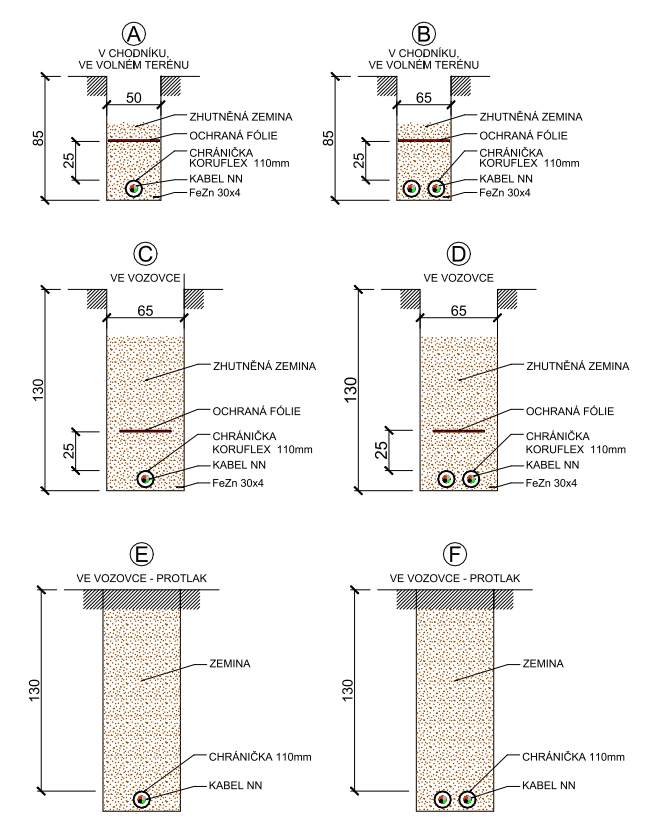 A
V CHODNÍKU,
VE VOLNÉM TERÉNU
50
85
25
ZHUTNĚNÁ ZEMINA
OCHRANÁ FÓLIE
CHRÁNIČKA
KORUFLEX 110mm
KABEL NN
FeZn 30x4
B
V CHODNÍKU,
VE VOLNÉM TERÉNU
65
85
25
ZHUTNĚNÁ ZEMINA
OCHRANÁ FÓLIE
CHRÁNIČKA
KORUFLEX 110mm
KABEL NN
FeZn 30x4
C
VE VOZOVCE
65
130
25
ZHUTNĚNÁ ZEMINA
OCHRANÁ FÓLIE
CHRÁNIČKA
KORUFLEX 110mm
KABEL NN
FeZn 30x4
D
VE VOZOVCE
65
130
25
ZHUTNĚNÁ ZEMINA
OCHRANÁ FÓLIE
CHRÁNIČKA
KORUFLEX 110mm
KABEL NN
FeZn 30x4
E
VE VOZOVCE - PROTLAK
130
ZEMINA
CHRÁNIČKA 110mm
KABEL NN
F
VE VOZOVCE - PROTLAK
130
ZEMINA
CHRÁNIČKA 110mm
KABEL NN